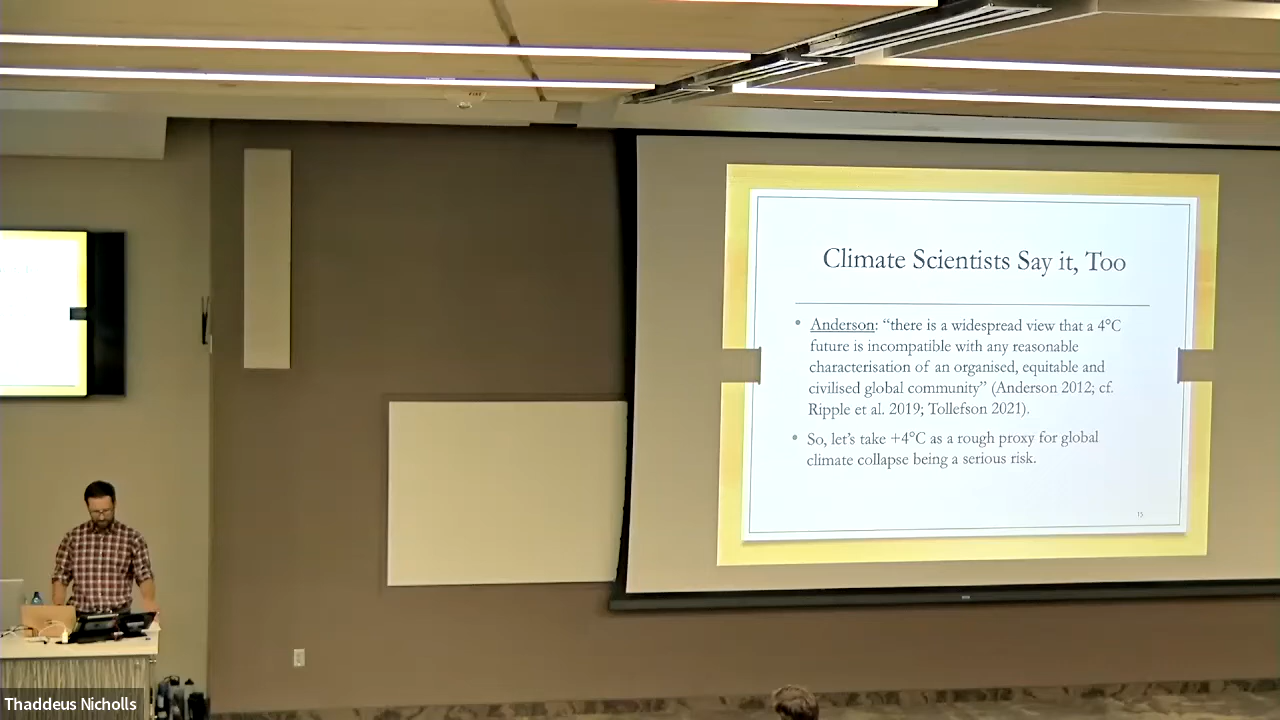 Climate Scientists Say it, Too
• Anderson: “there is a widespread view that a 4°C
future is incompatible with any reasonable
characterisation of an organised, equitable and
civilised global community” (Anderson 2012; cf.
Ripple et al. 2019; Tollefson 2021).
• So, let’s take +4°C as a rough proxy for global
climate collapse being a serious risk.
15
Thaddeus Nicholls